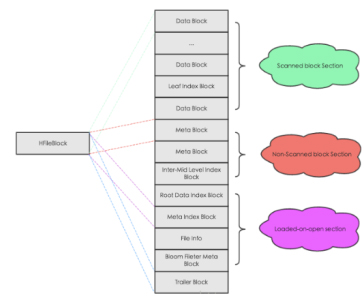 Data Block
....
Data Block
Leaf Index Block
Data Block
Meta Block
Meta Block
Inter-Mid Level Index
Block
Root Data Index Block
Meta Index Block
File Info
Bloom Fileter Meta
Block
Trailer Block
HFileBlock
Scanned block Section
Non-Scanned block Section
Loaded-on-open section